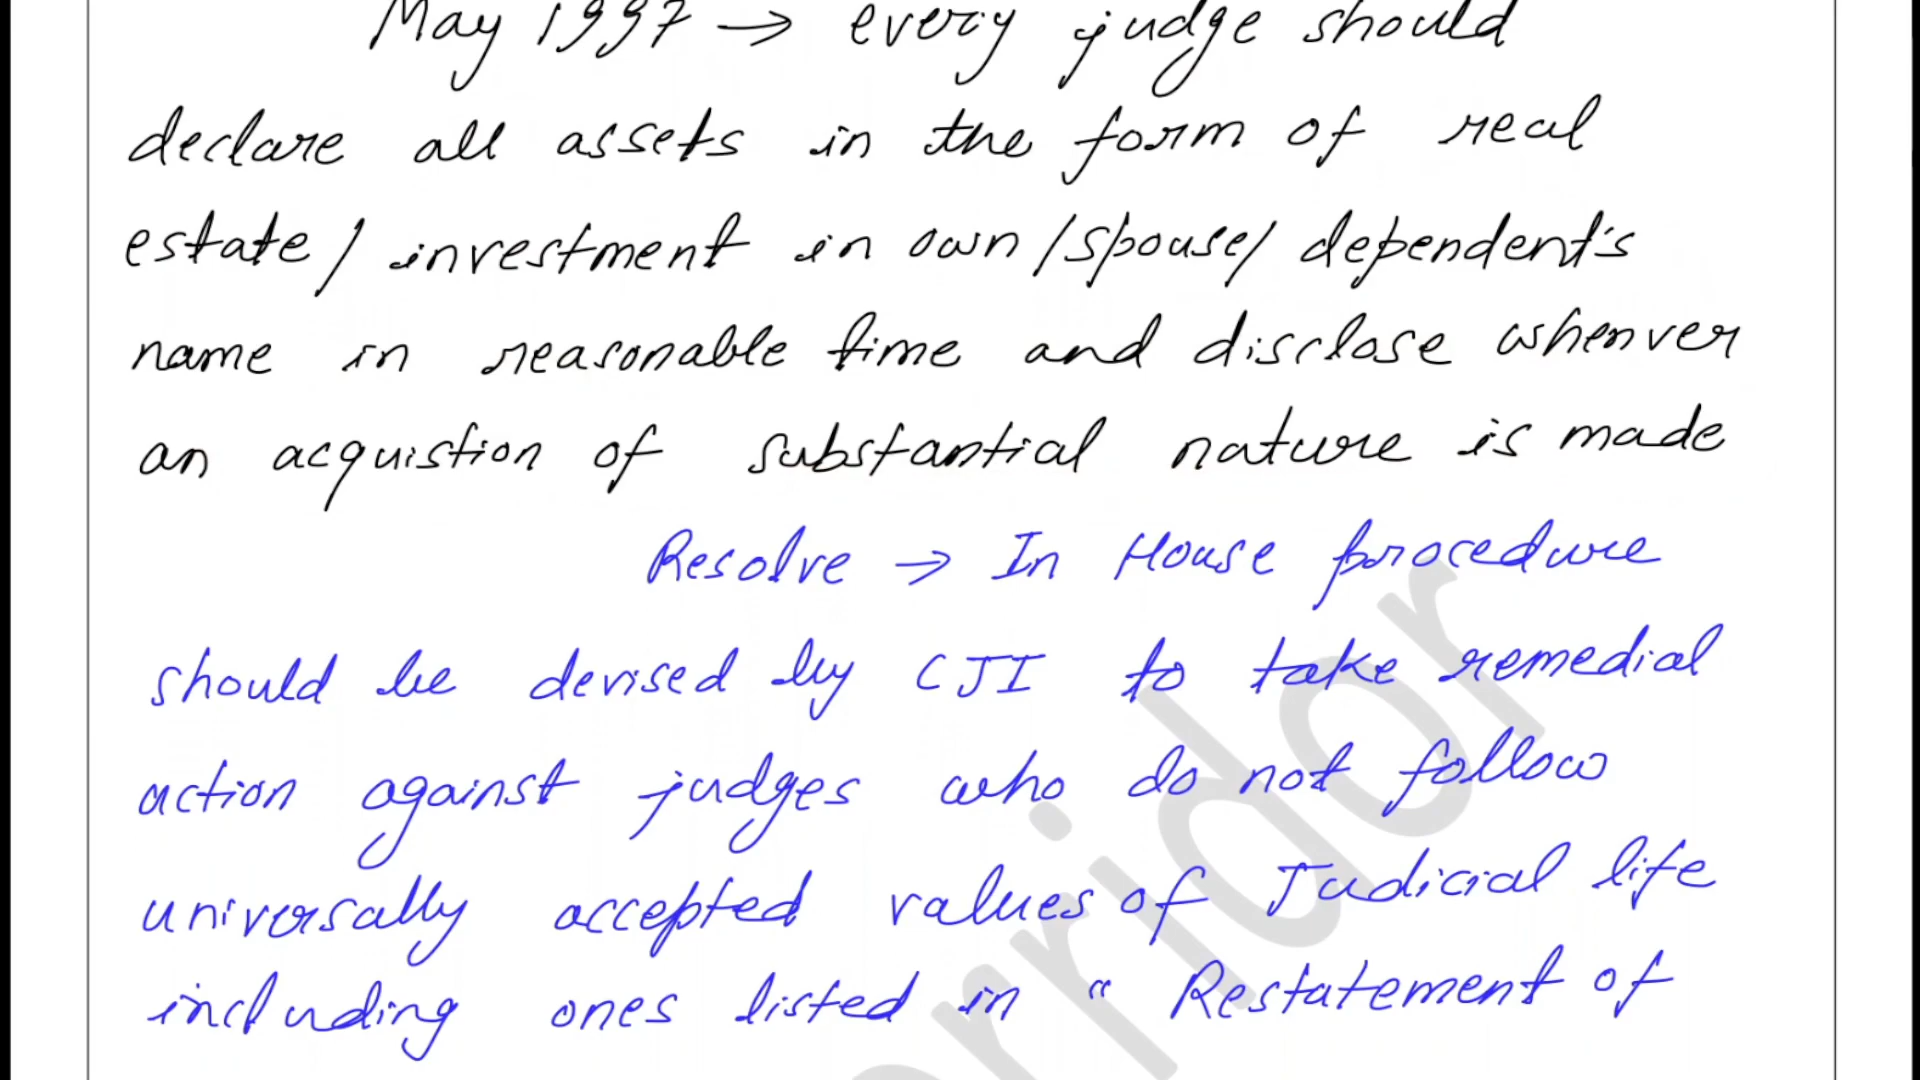 May 1997 → every judge should
declare all assets in the form of real
estate/ investment in own/spouse/ dependent's
name in reasonable time and disclose whenver
an acquistion of substantial nature is made
Resolve → In House procedure
should be devised by CJI to take remedial
action against judges who do not follow
universally accepted values of Judicial life
including ones listed in " Restatement of
orridor